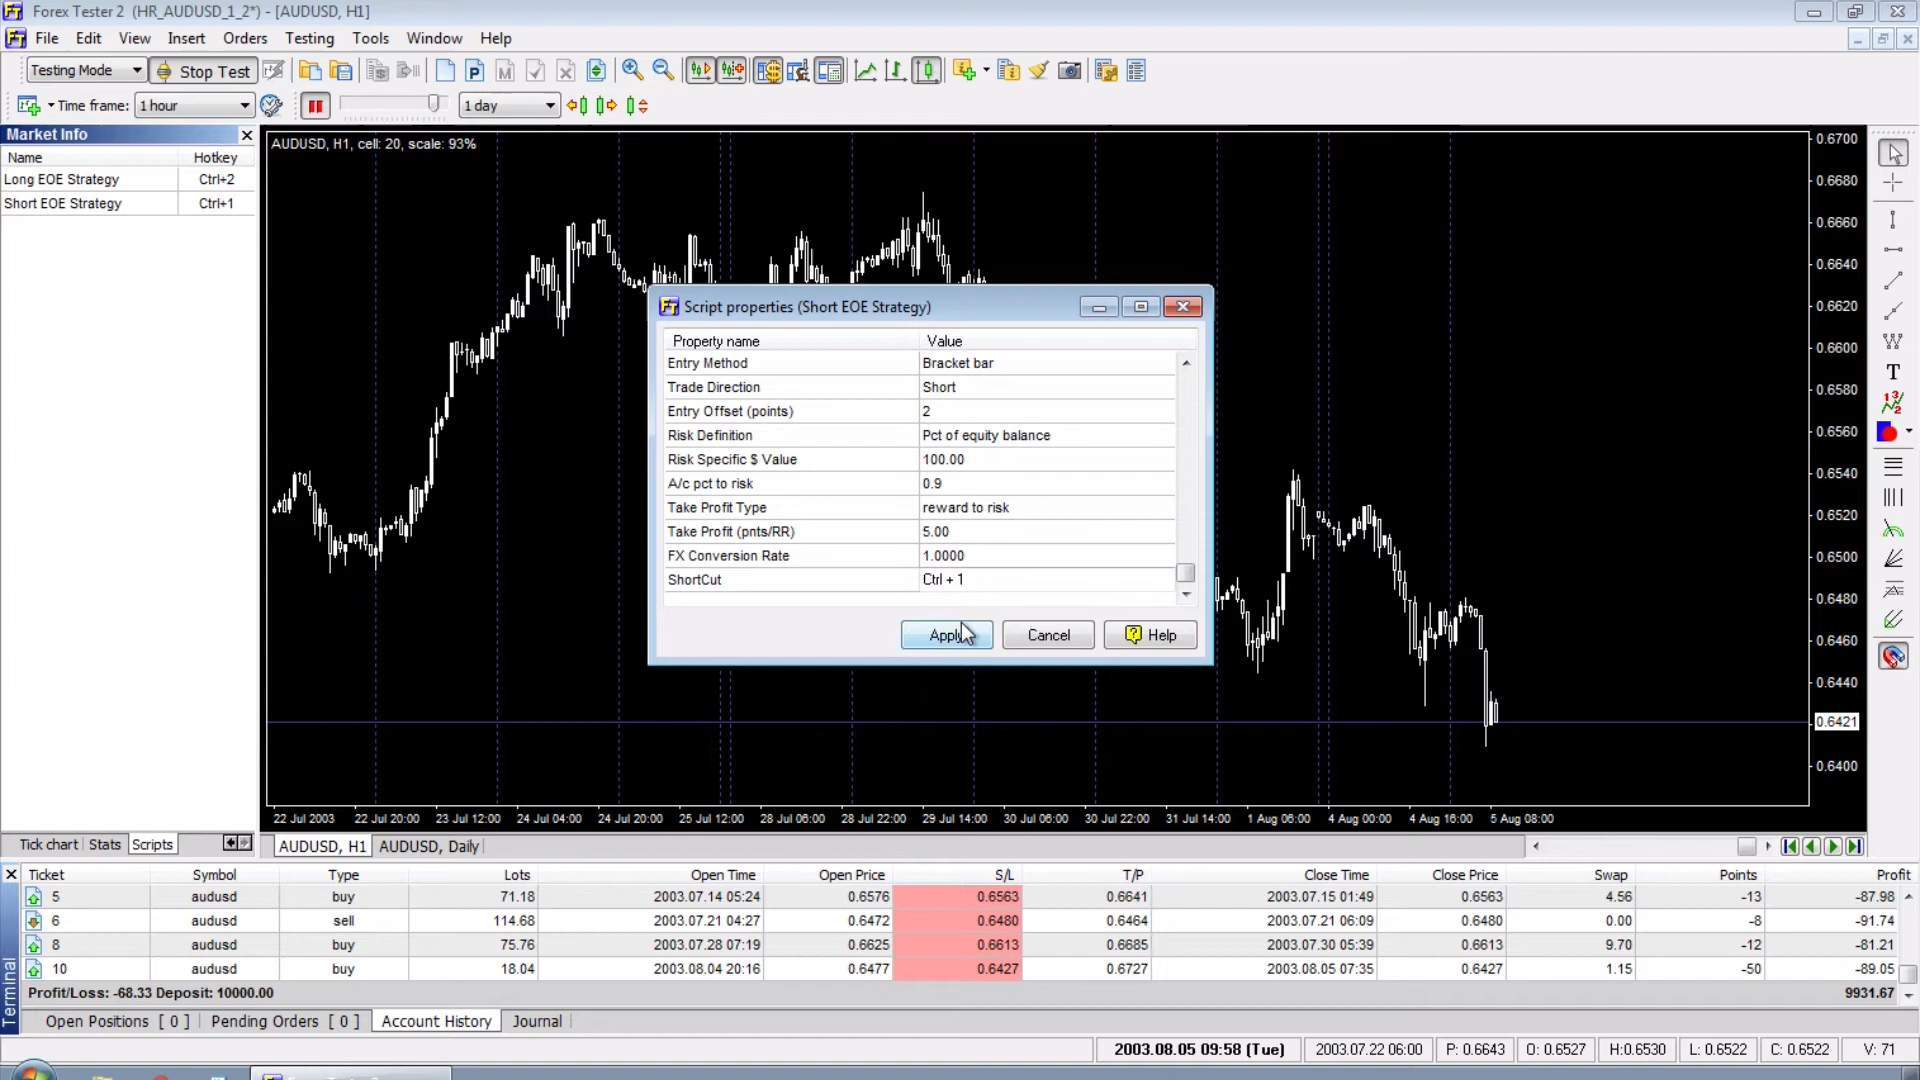 Forex Tester 2 (HR_AUDUSD_1_2*) - [AUDUSD, H1]
File Edit View Insert Orders Testing Tools Window Help
Testing Mode Stop Test
Time frame: 1 hour 1 day
Market Info
Name Hotkey
Long EOE Strategy Ctrl+2
Short EOE Strategy Ctrl+1
AUDUSD, H1, cell: 20, scale: 93%
0.6700
0.6680
0.6660
0.6640
0.6620
0.6600
0.6580
0.6560
0.6540
0.6520
0.6500
0.6480
0.6460
0.6440
0.6421
0.6400
Script properties (Short EOE Strategy)
Property name Value
Entry Method Bracket bar
Trade Direction Short
Entry Offset (points) 2
Risk Definition Pct of equity balance
Risk Specific $ Value 100.00
A/c pct to risk 0.9
Take Profit Type reward to risk
Take Profit (pnts/RR) 5.00
FX Conversion Rate 1.0000
ShortCut Ctrl + 1
Apply Cancel Help
22 Jul 2003 22 Jul 20:00 23 Jul 12:00 24 Jul 04:00 24 Jul 20:00 25 Jul 12:00 28 Jul 06:00 28 Jul 22:00 29 Jul 14:00 30 Jul 06:00 30 Jul 22:00 31 Jul 14:00 1 Aug 06:00 4 Aug 00:00 4 Aug 16:00 5 Aug 08:00
Tick chart Stats Scripts
AUDUSD, H1 AUDUSD, Daily
Ticket Symbol Type Lots Open Time Open Price S/L T/P Close Time Close Price Swap Points Profit
5 audusd buy 71.18 2003.07.14 05:24 0.6576 0.6563 0.6641 2003.07.15 01:49 0.6563 4.56 -13 -87.98
6 audusd sell 114.68 2003.07.21 04:27 0.6472 0.6480 0.6464 2003.07.21 06:09 0.6480 0.00 -8 -91.74
8 audusd buy 75.76 2003.07.28 07:19 0.6625 0.6613 0.6685 2003.07.30 05:39 0.6613 9.70 -12 -81.21
10 audusd buy 18.04 2003.08.04 20:16 0.6477 0.6427 0.6727 2003.08.05 07:35 0.6427 1.15 -50 -89.05
Profit/Loss: -68.33 Deposit: 10000.00 9931.67
Terminal
Open Positions [ 0 ] Pending Orders [ 0 ] Account History Journal
2003.08.05 09:58 (Tue) 2003.07.22 06:00 P: 0.6643 O: 0.6527 H:0.6530 L: 0.6522 C: 0.6522 V: 71